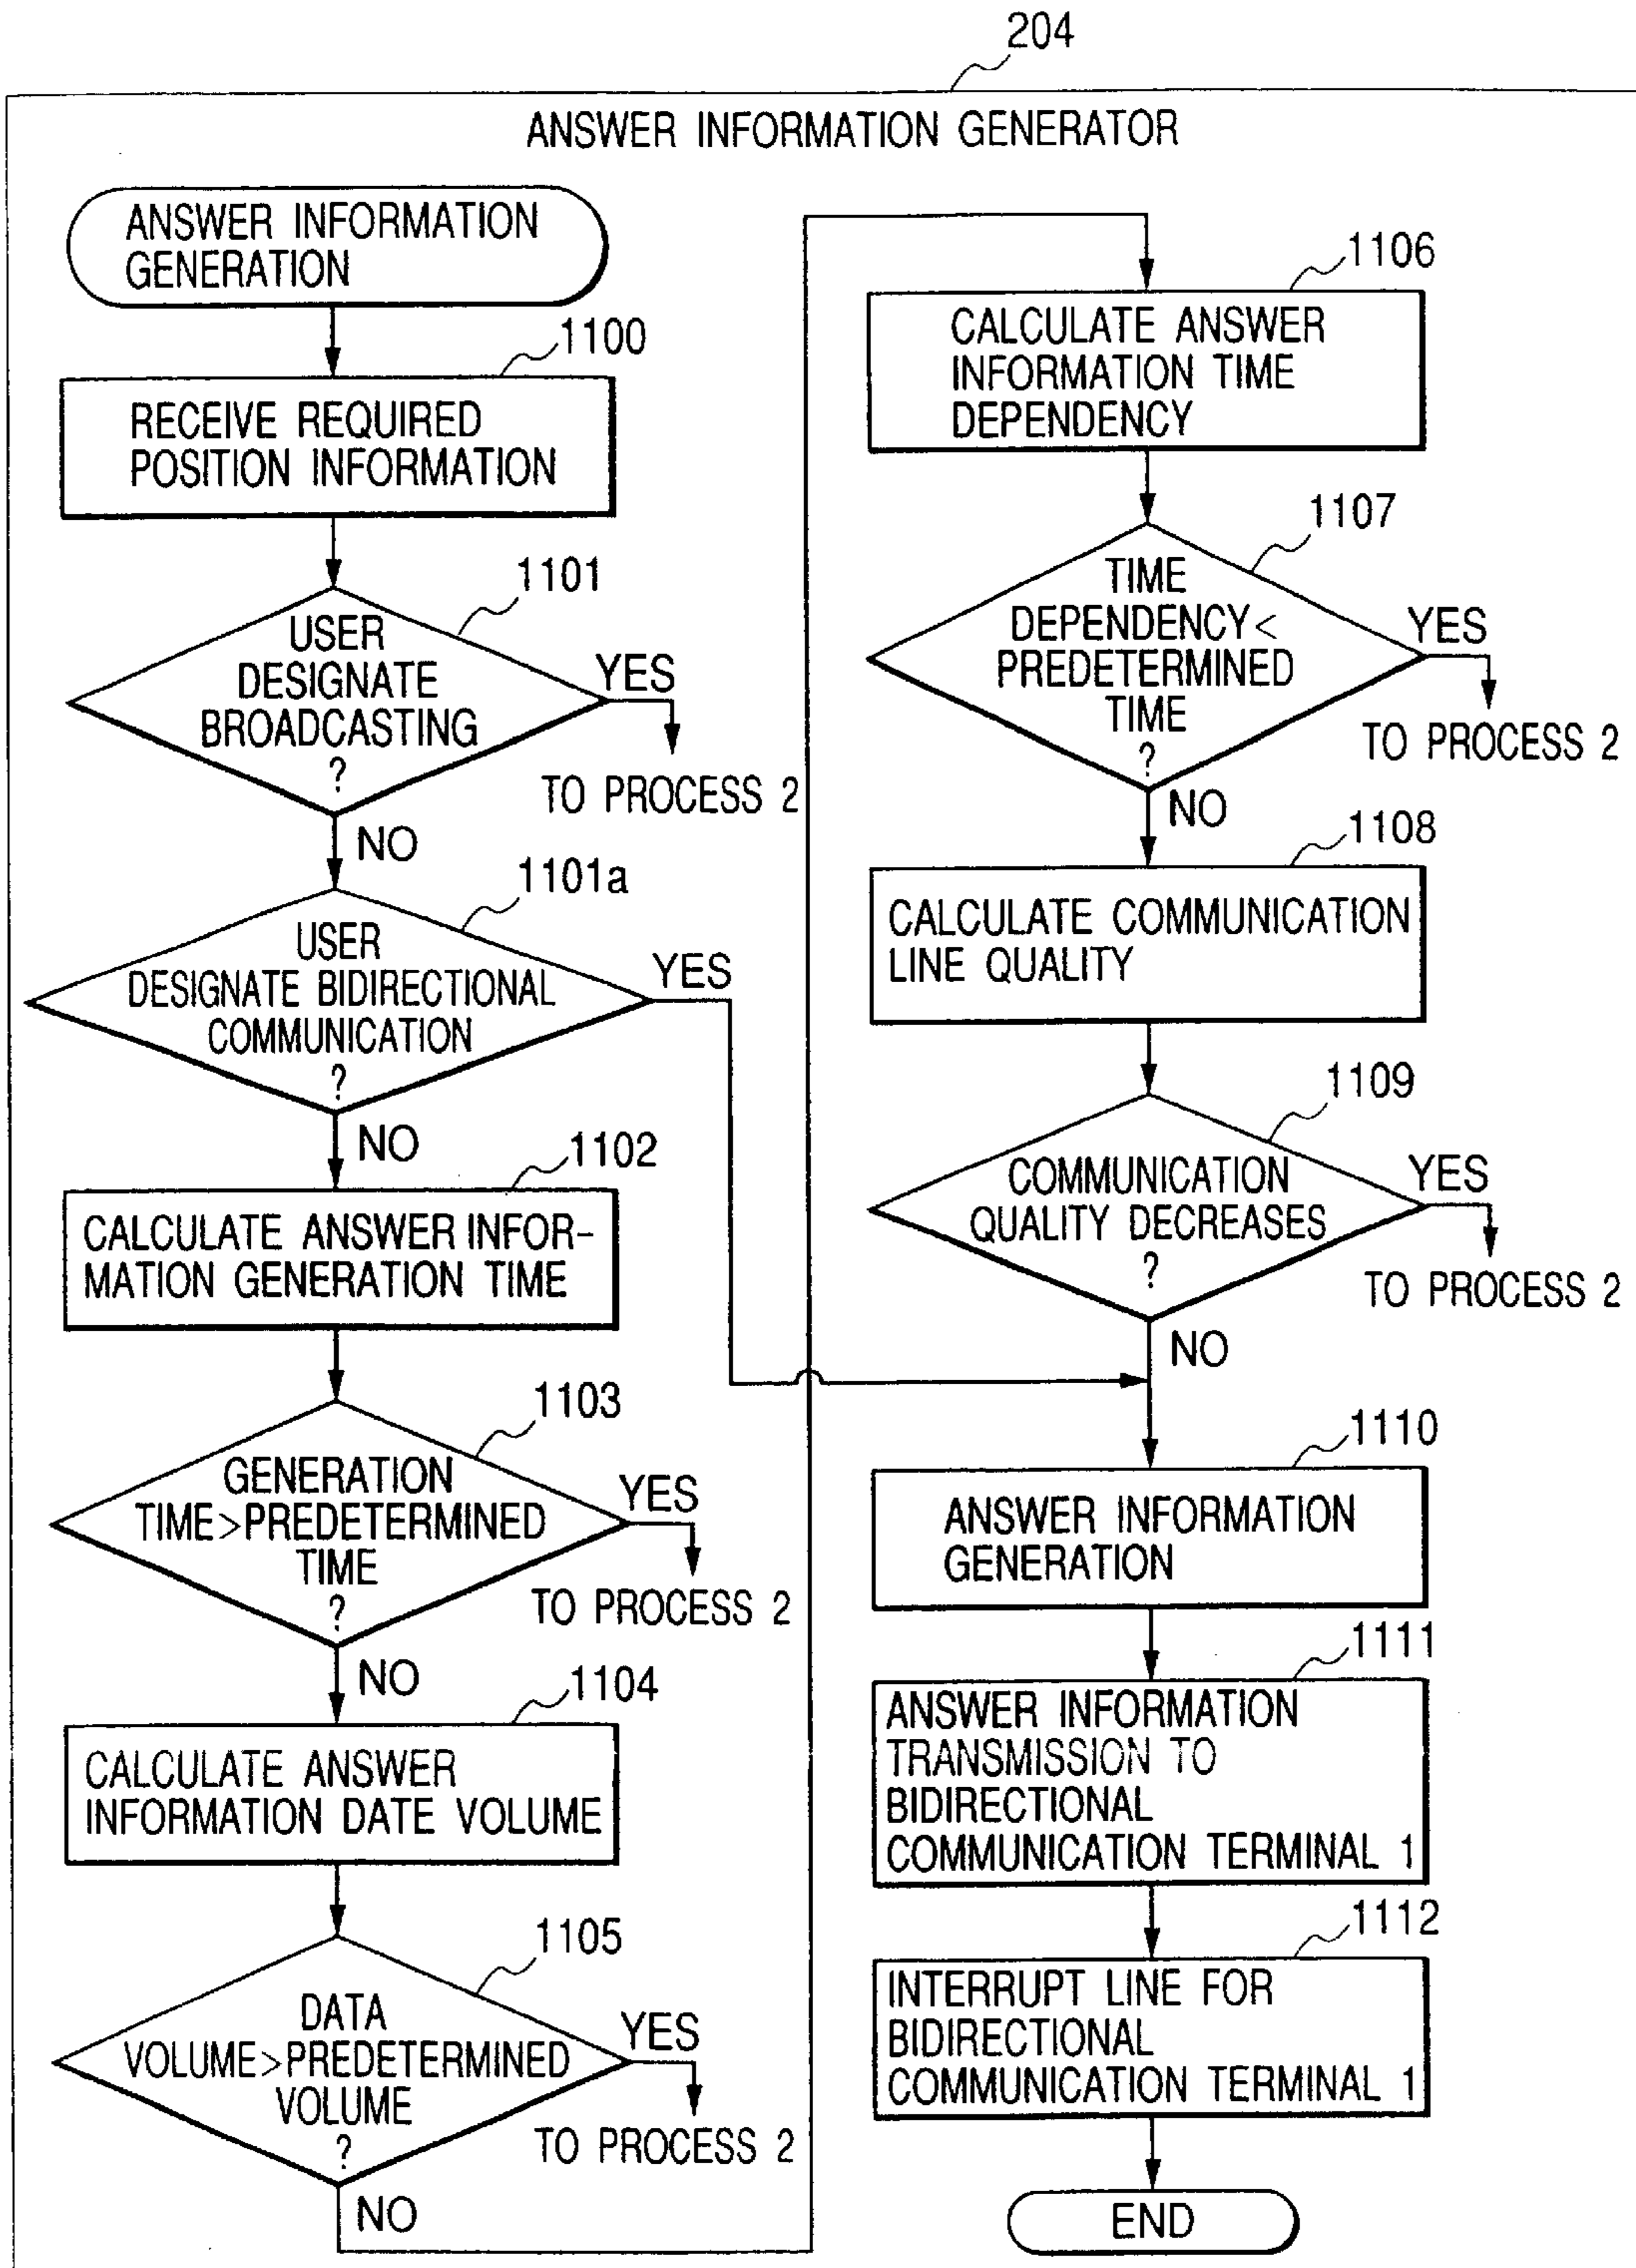 204
ANSWER INFORMATION GENERATOR
ANSWER INFORMATION
GENERATION
1100
RECEIVE REQUIRED
POSITION INFORMATION
1101
USER
DESIGNATE
BROADCASTING
?
YES
TO PROCESS 2
NO
1101a
USER
DESIGNATE BIDIRECTIONAL
COMMUNICATION
?
YES
NO
1102
CALCULATE ANSWER INFOR-
MATION GENERATION TIME
1103
GENERATION
TIME>PREDETERMINED
TIME
?
YES
TO PROCESS 2
NO
1104
CALCULATE ANSWER
INFORMATION DATE VOLUME
1105
DATA
VOLUME>PREDETERMINED
VOLUME
?
YES
TO PROCESS 2
NO
1106
CALCULATE ANSWER
INFORMATION TIME
DEPENDENCY
1107
TIME
DEPENDENCY<
PREDETERMINED
TIME
?
YES
TO PROCESS 2
NO
1108
CALCULATE COMMUNICATION
LINE QUALITY
1109
COMMUNICATION
QUALITY DECREASES
?
YES
TO PROCESS 2
NO
1110
ANSWER INFORMATION
GENERATION
1111
ANSWER INFORMATION
TRANSMISSION TO
BIDIRECTIONAL
COMMUNICATION TERMINAL 1
1112
INTERRUPT LINE FOR
BIDIRECTIONAL
COMMUNICATION TERMINAL 1
END